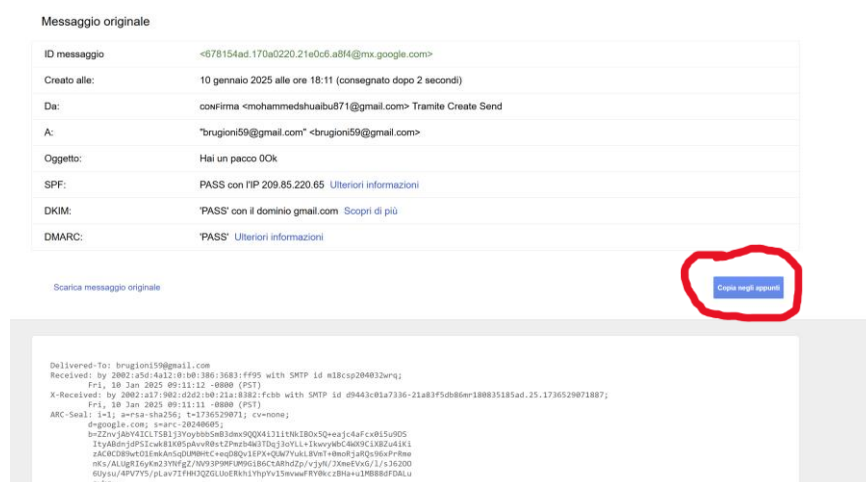 Messaggio originale
ID messaggio <678154ad.170a0220.21e0c6.a8f4@mx.google.com>
Creato alle: 10 gennaio 2025 alle ore 18:11 (consegnato dopo 2 secondi)
Da: ᴄᴏɴFirma <mohammedshuaibu871@gmail.com> Tramite Create Send
A: "brugioni59@gmail.com" <brugioni59@gmail.com>
Oggetto: Hai un pacco 0Ok
SPF: PASS con l'IP 209.85.220.65 Ulteriori informazioni
DKIM: 'PASS' con il dominio gmail.com Scopri di più
DMARC: 'PASS' Ulteriori informazioni
Scarica messaggio originale Copia negli appunti
Delivered-To: brugioni59@gmail.com
Received: by 2002:a5d:4a12:0:b0:386:3683:ff95 with SMTP id m18csp204032wrq;
Fri, 10 Jan 2025 09:11:12 -0800 (PST)
X-Received: by 2002:a17:902:d2d2:b0:21a:8382:fcbb with SMTP id d9443c01a7336-21a83f5db86mr180835185ad.25.1736529071887;
Fri, 10 Jan 2025 09:11:11 -0800 (PST)
ARC-Seal: i=1; a=rsa-sha256; t=1736529071; cv=none;
d=google.com; s=arc-20240605;